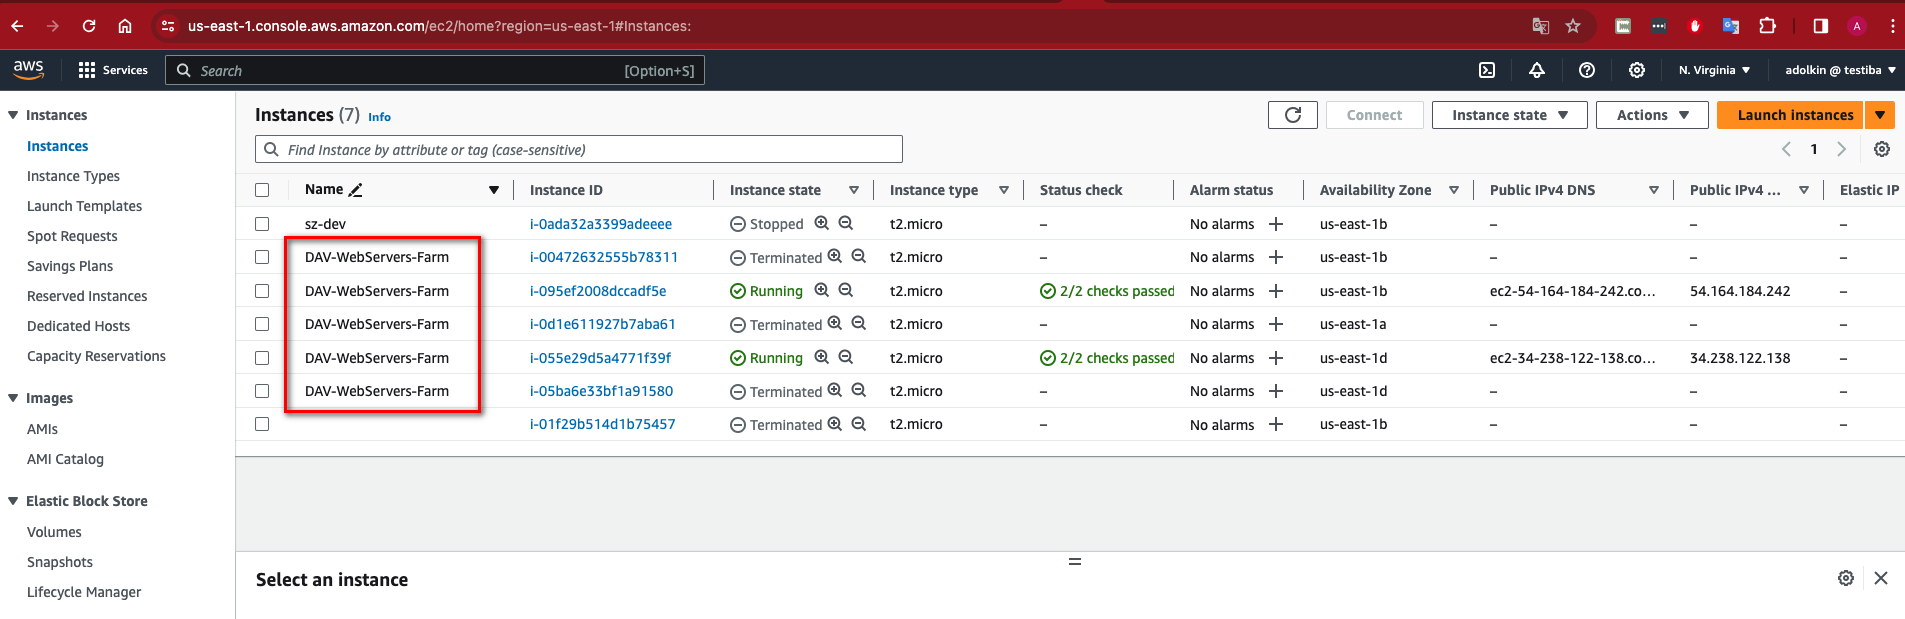 us-east-1.console.aws.amazon.com/ec2/home?region=us-east-1#Instances:
A
aws Services Search [Option+S] N. Virginia adolkin @ testiba
Instances
Instances
Instance Types
Launch Templates
Spot Requests
Savings Plans
Reserved Instances
Dedicated Hosts
Capacity Reservations
Images
AMIs
AMI Catalog
Elastic Block Store
Volumes
Snapshots
Lifecycle Manager
Instances (7) Info Connect Instance state Actions Launch instances
Find Instance by attribute or tag (case-sensitive) 1
Name Instance ID Instance state Instance type Status check Alarm status Availability Zone Public IPv4 DNS Public IPv4 ... Elastic IP
sz-dev i-0ada32a3399adeeee Stopped t2.micro – No alarms + us-east-1b – – –
DAV-WebServers-Farm i-00472632555b78311 Terminated t2.micro – No alarms + us-east-1b – – –
DAV-WebServers-Farm i-095ef2008dccadf5e Running t2.micro 2/2 checks passed No alarms + us-east-1b ec2-54-164-184-242.co... 54.164.184.242 –
DAV-WebServers-Farm i-0d1e611927b7aba61 Terminated t2.micro – No alarms + us-east-1a – – –
DAV-WebServers-Farm i-055e29d5a4771f39f Running t2.micro 2/2 checks passed No alarms + us-east-1d ec2-34-238-122-138.co... 34.238.122.138 –
DAV-WebServers-Farm i-05ba6e33bf1a91580 Terminated t2.micro – No alarms + us-east-1d – – –
i-01f29b514d1b75457 Terminated t2.micro – No alarms + us-east-1b – – –
Select an instance